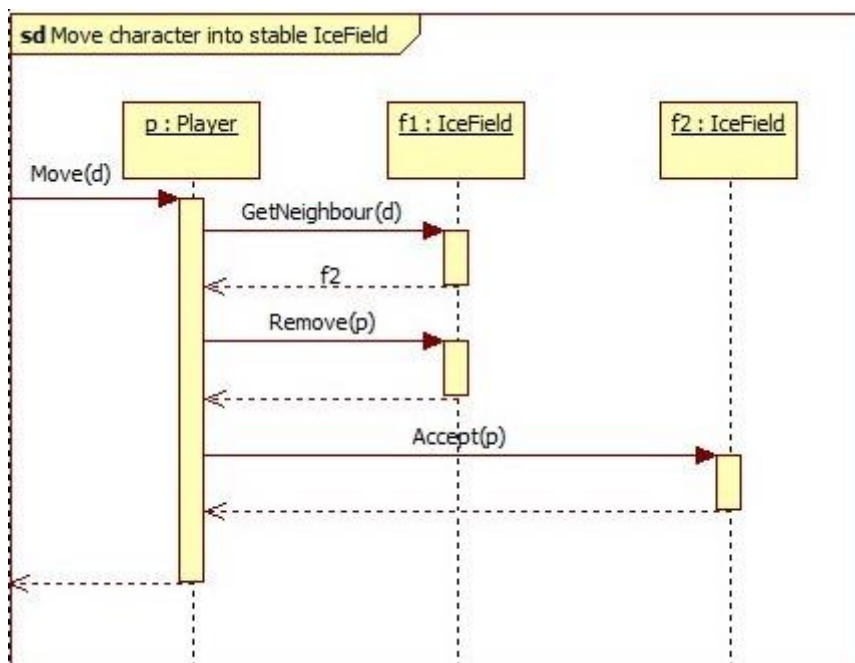 sd Move character into stable IceField
p : Player
f1 : IceField
f2 : IceField
Move(d)
GetNeighbour(d)
f2
Remove(p)
Accept(p)